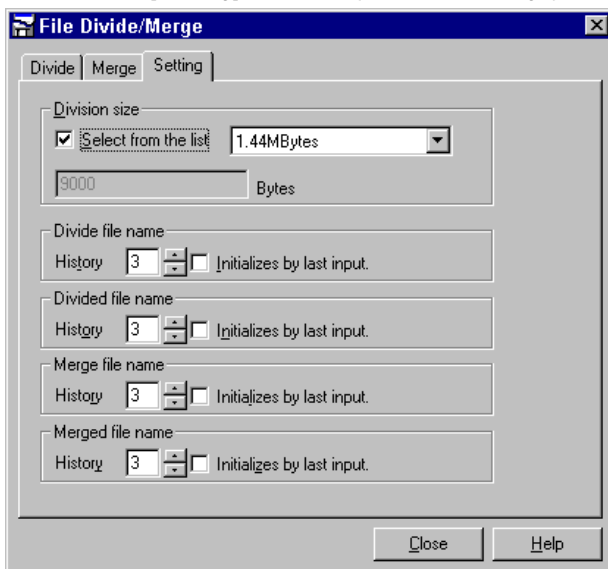 File Divide/Merge
Divide Merge Setting
Division size
Select from the list 1.44MBytes
9000 Bytes
Divide file name
History 3 Initializes by last input.
Divided file name
History 3 Initializes by last input.
Merge file name
History 3 Initializes by last input.
Merged file name
History 3 Initializes by last input.
Close Help